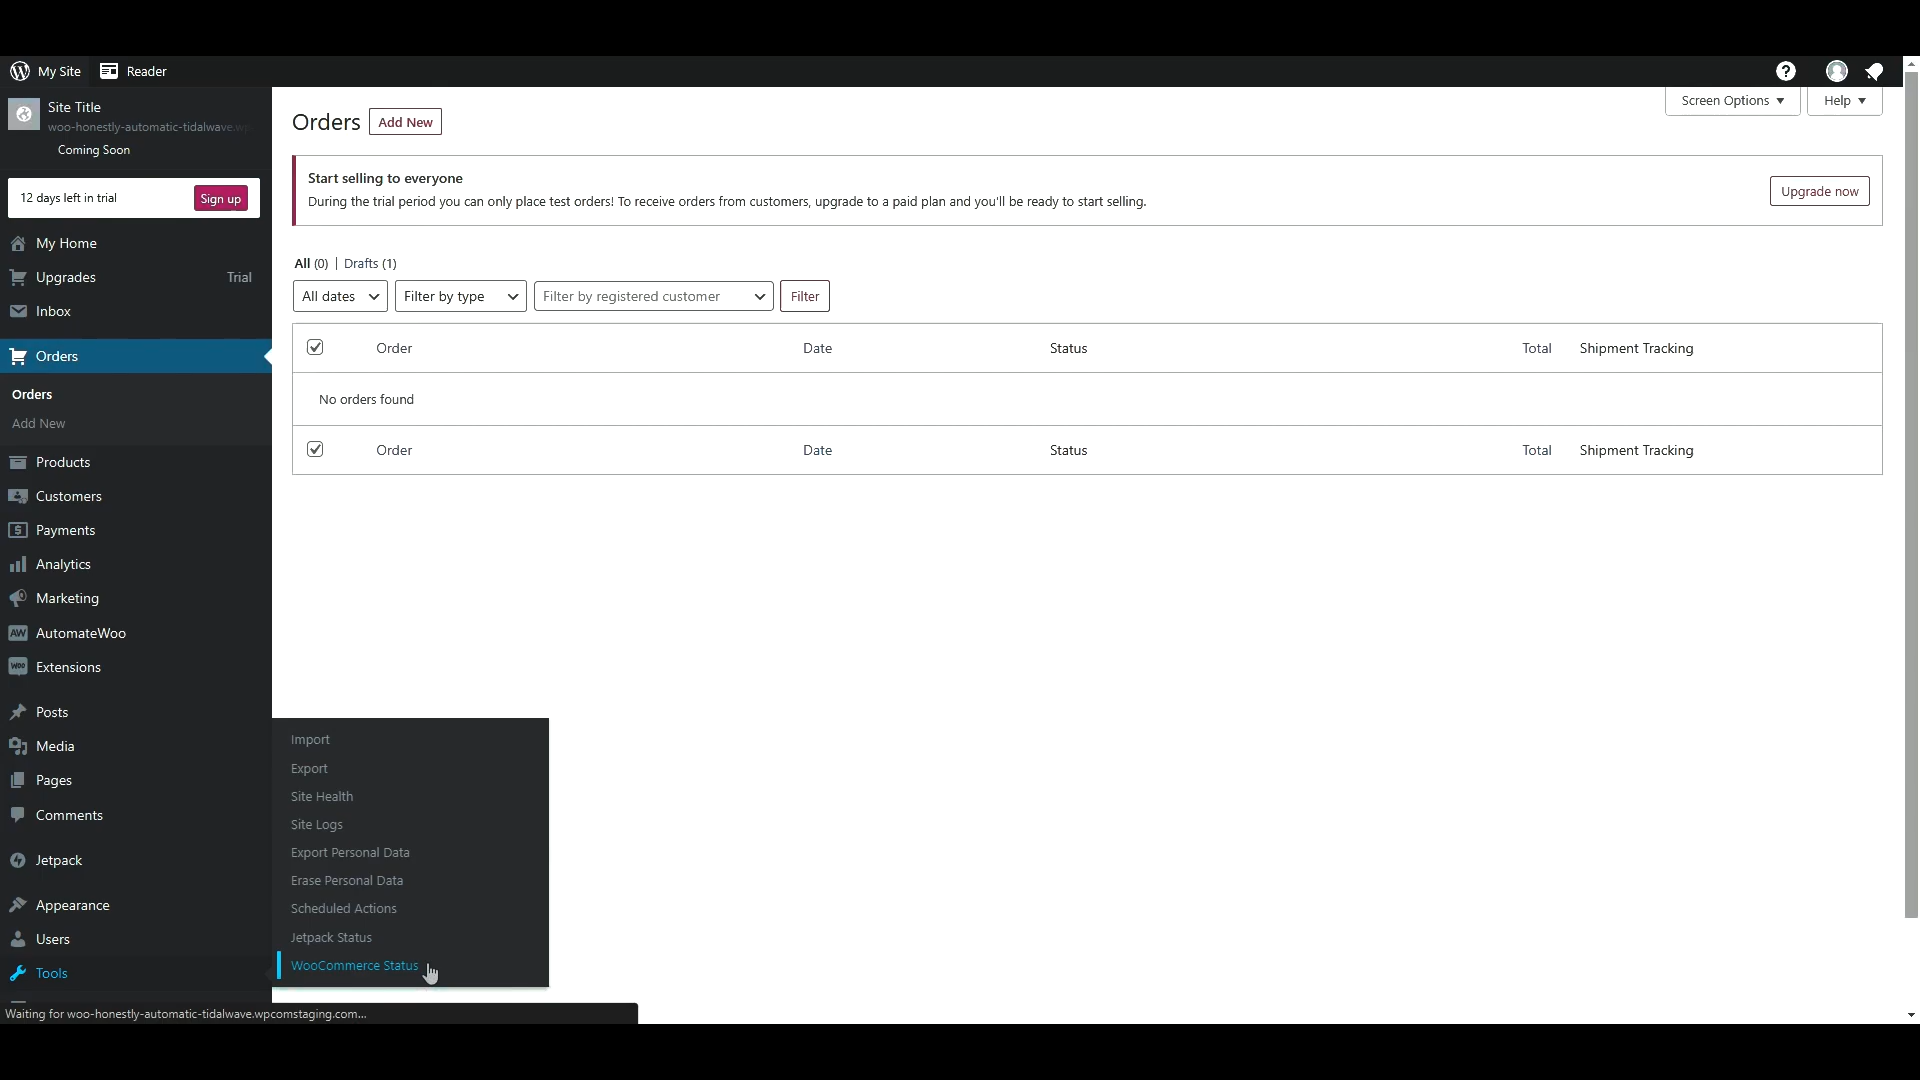 My Site Reader
Site Title
woo-honestly-automatic-tidalwave.wp
Coming Soon
12 days left in trial Sign up
My Home
Upgrades Trial
Inbox
Orders
Orders
Add New
Products
Customers
Payments
Analytics
Marketing
AW AutomateWoo
woo Extensions
Posts
Media
Pages
Comments
Jetpack
Appearance
Users
Tools
Screen Options Help
Orders Add New
Start selling to everyone
During the trial period you can only place test orders! To receive orders from customers, upgrade to a paid plan and you'll be ready to start selling.
Upgrade now
All (0) | Drafts (1)
All dates Filter by type Filter by registered customer Filter
Order Date Status Total Shipment Tracking
No orders found
Order Date Status Total Shipment Tracking
Import
Export
Site Health
Site Logs
Export Personal Data
Erase Personal Data
Scheduled Actions
Jetpack Status
WooCommerce Status
Waiting for woo-honestly-automatic-tidalwave.wpcomstaging.com...